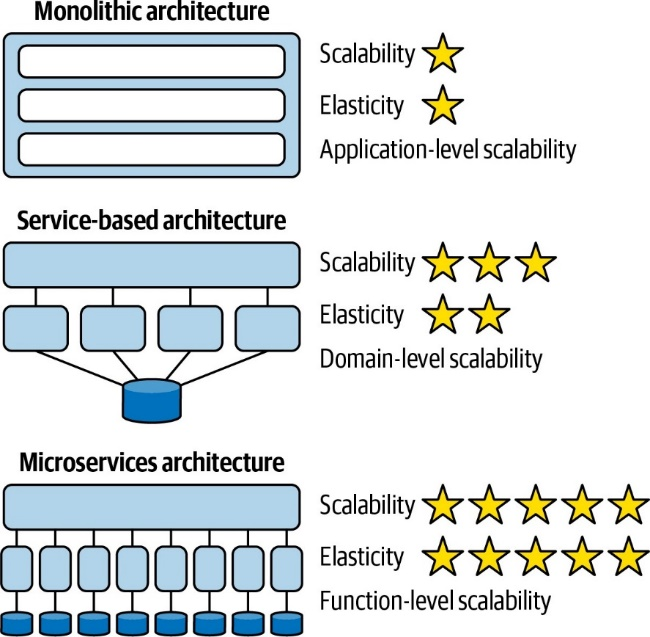 Monolithic architecture
Scalability
Elasticity
Application-level scalability
Service-based architecture
Scalability
Elasticity
Domain-level scalability
Microservices architecture
Scalability
Elasticity
Function-level scalability